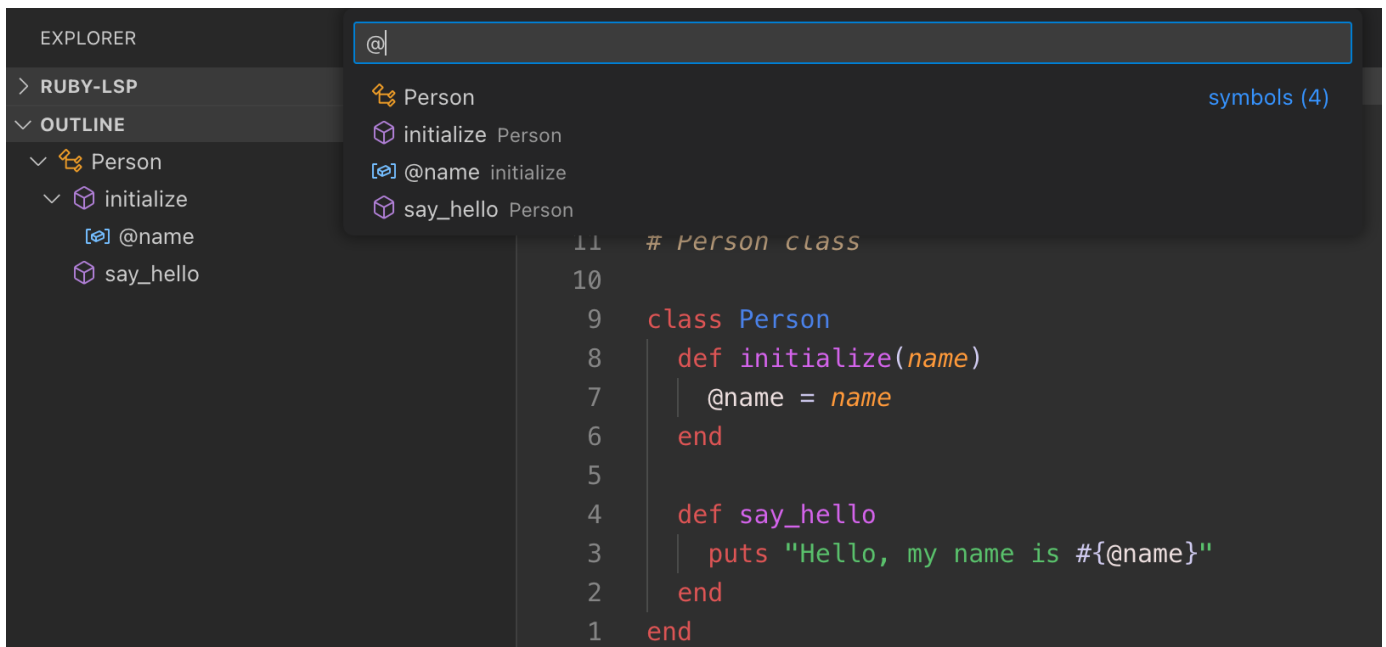 EXPLORER
RUBY-LSP
OUTLINE
Person
initialize
@name
say_hello
@
Person symbols (4)
initialize Person
@name initialize
say_hello Person
11 # Person class
10
9 class Person
8 def initialize(name)
7 @name = name
6 end
5
4 def say_hello
3 puts "Hello, my name is #{@name}"
2 end
1 end